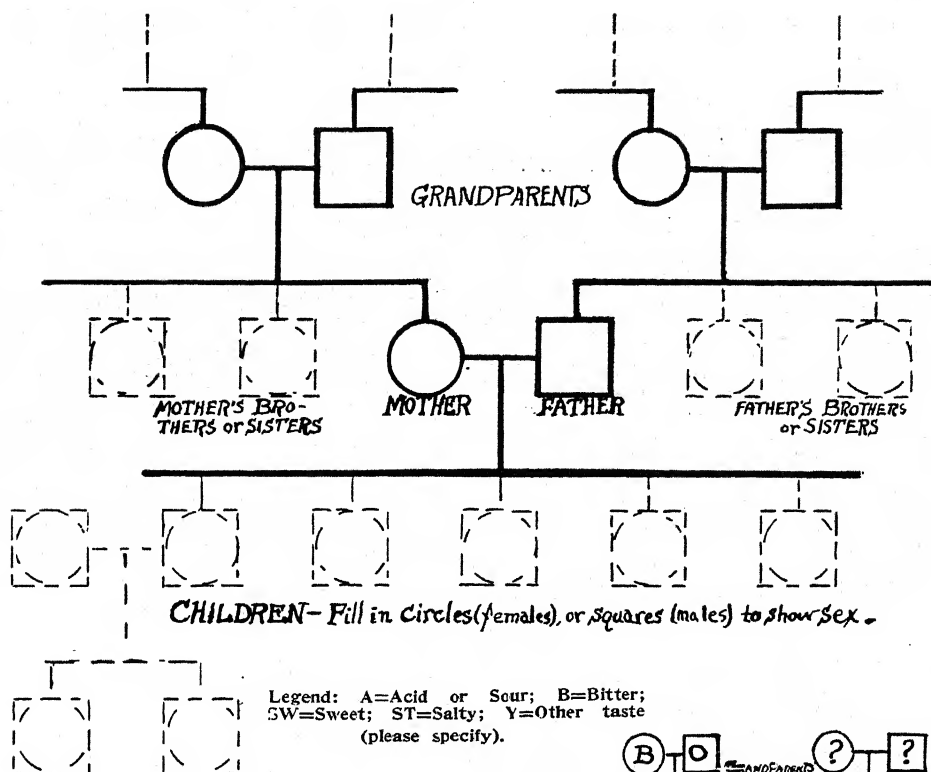 GRANDPARENTS
MOTHER'S BRO-
THERS or SISTERS
MOTHER
FATHER
FATHER'S BROTHERS
or SISTERS
CHILDREN- Fill in Circles (females), or squares (males) to show sex.
Legend: A=Acid or Sour; B=Bitter;
SW=Sweet; ST=Salty; Y=Other taste
(please specify).
B
O
GRANDPARENTS
?
?